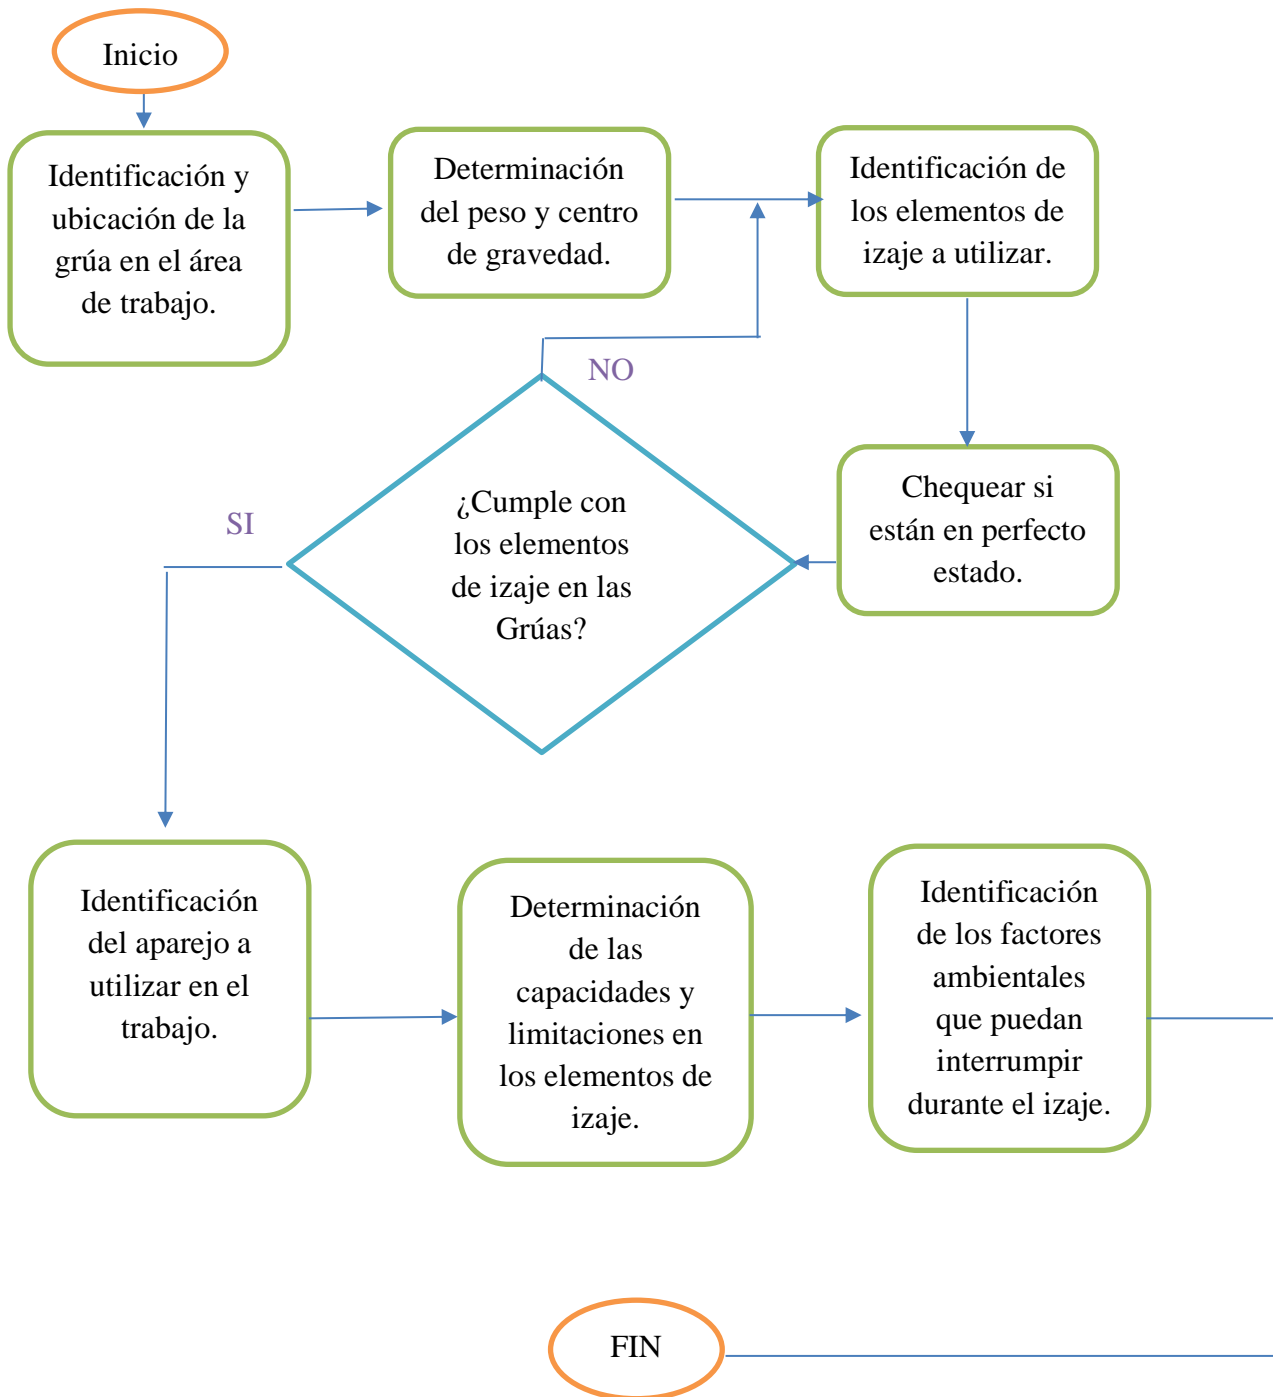 Inicio
Identificación y
ubicación de la
grúa en el área
de trabajo.
Determinación
del peso y centro
de gravedad.
Identificación de
los elementos de
izaje a utilizar.
NO
Chequear si
están en perfecto
estado.
¿Cumple con
los elementos
de izaje en las
Grúas?
SI
Identificación
del aparejo a
utilizar en el
trabajo.
Determinación
de las
capacidades y
limitaciones en
los elementos de
izaje.
Identificación
de los factores
ambientales
que puedan
interrumpir
durante el izaje.
FIN